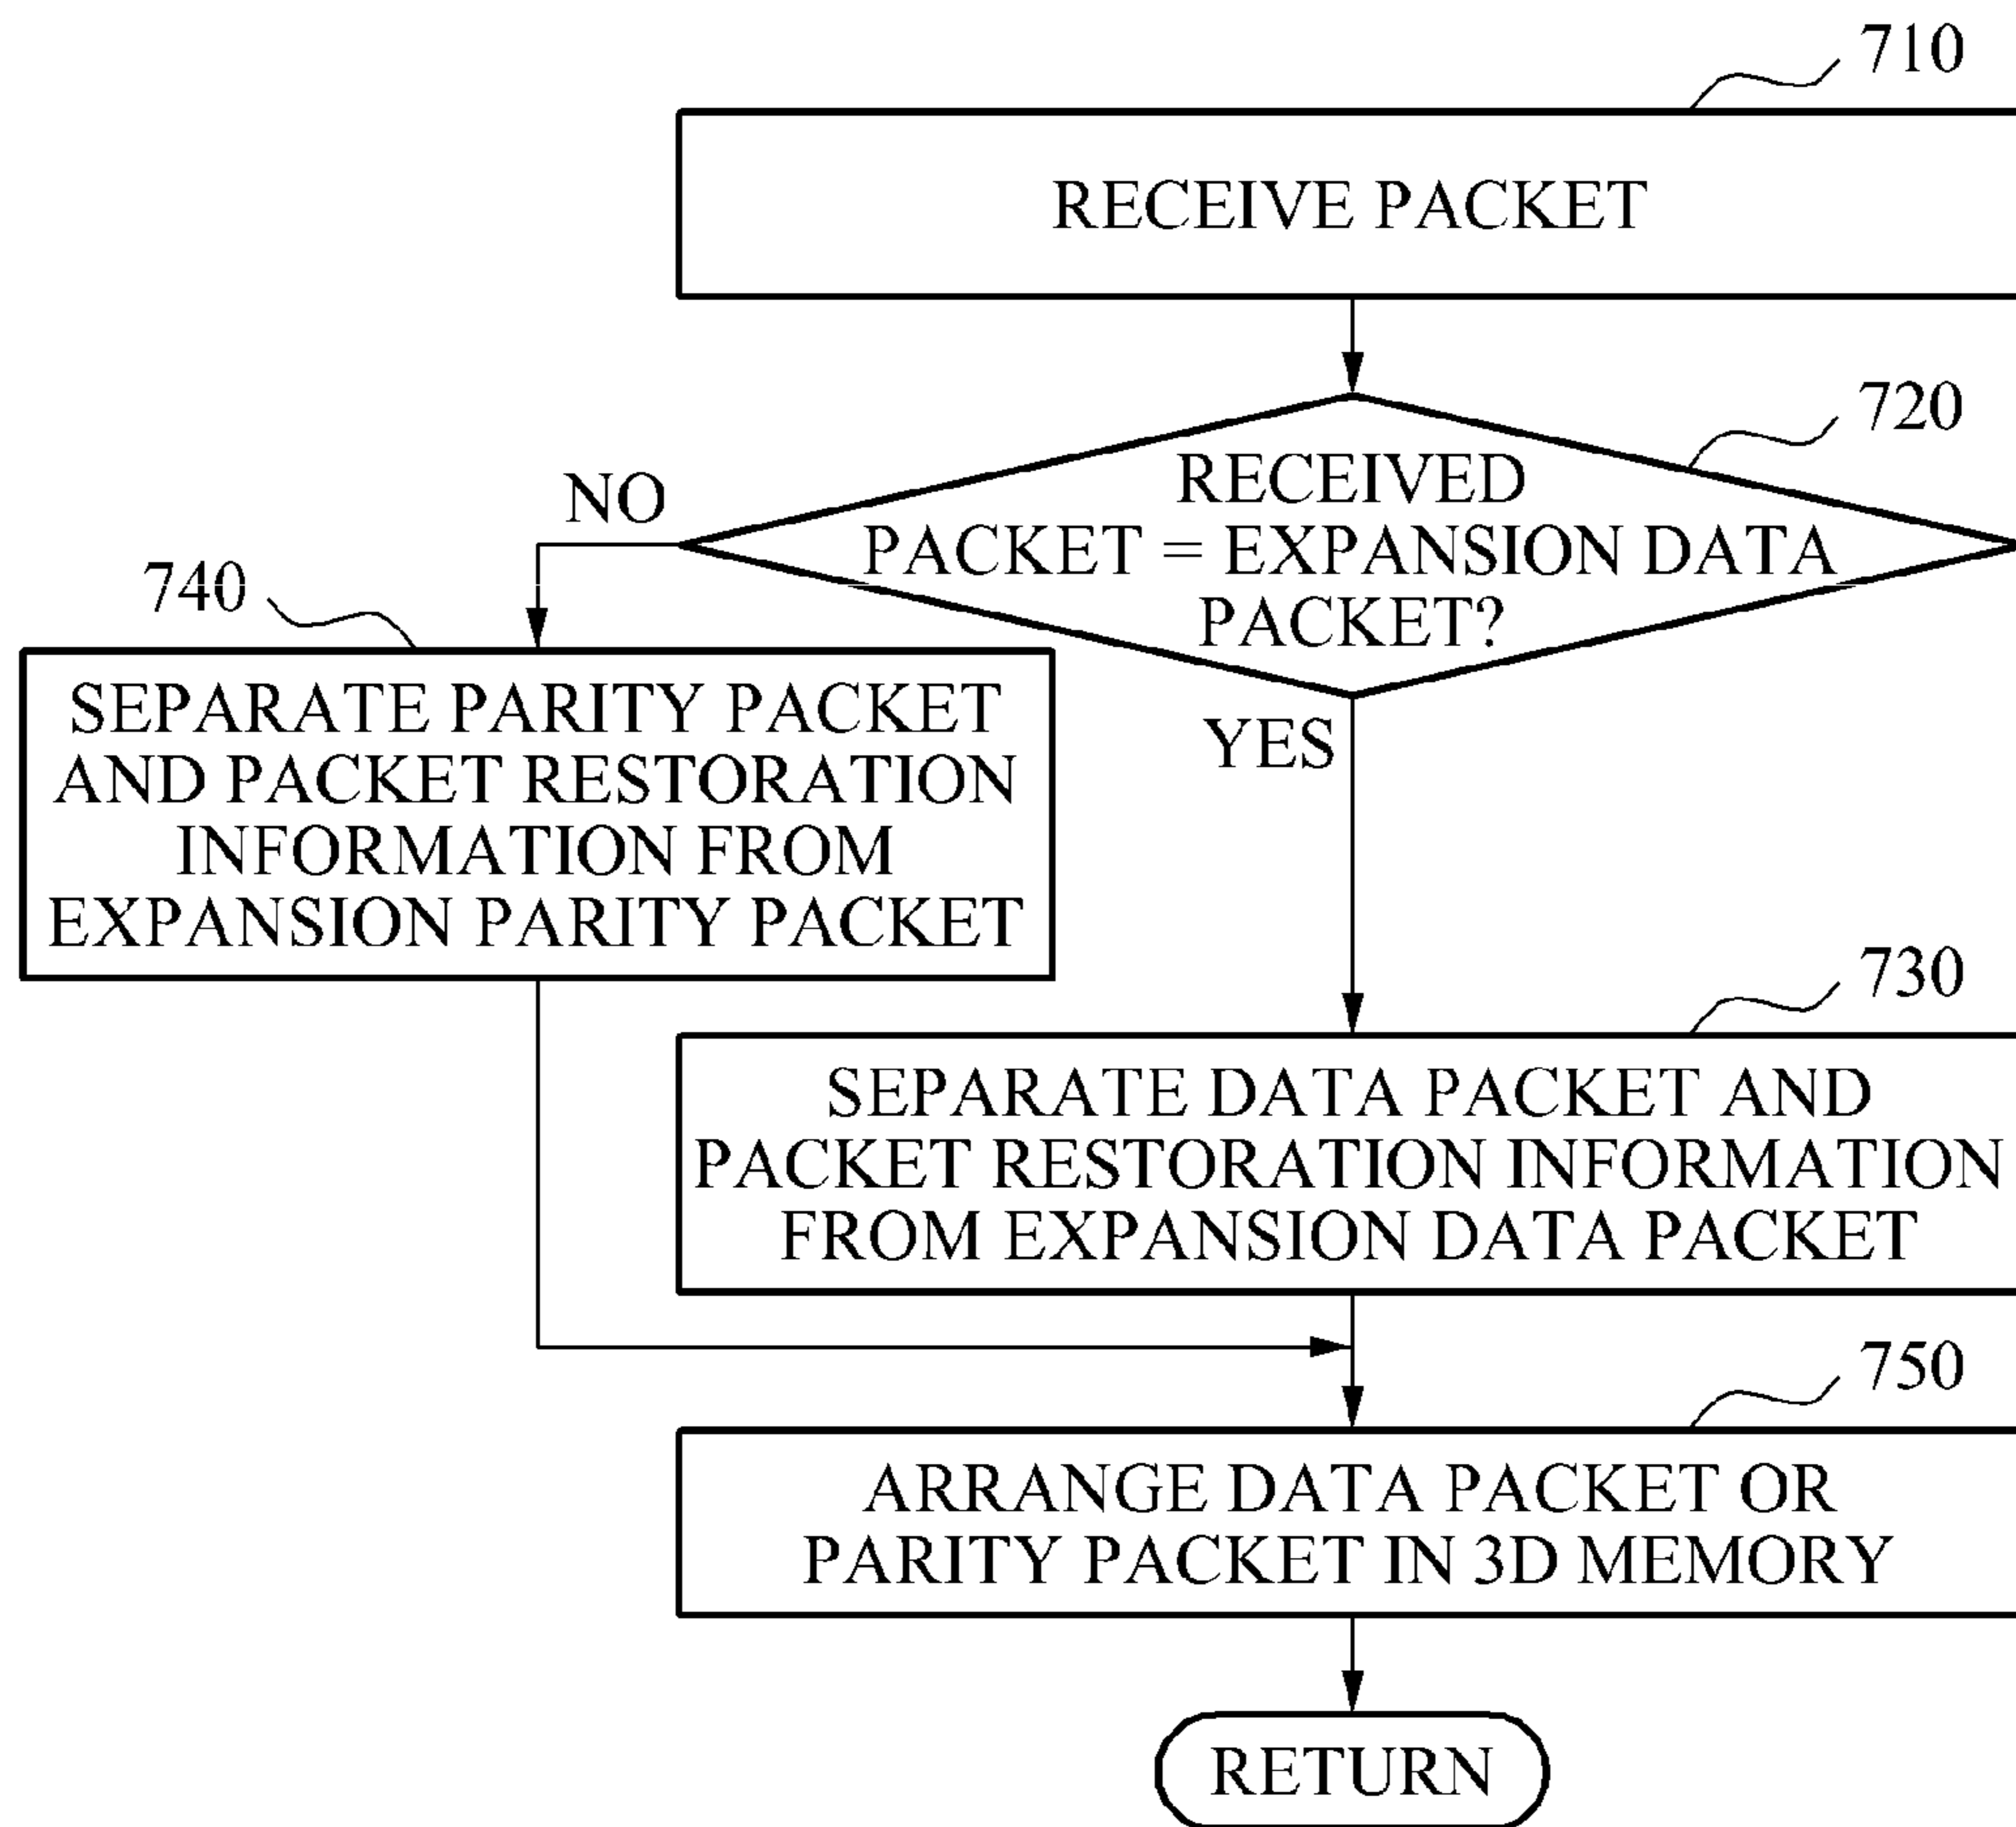 710
RECEIVE PACKET
720
RECEIVED
PACKET = EXPANSION DATA
PACKET?
NO
YES
740
SEPARATE PARITY PACKET
AND PACKET RESTORATION
INFORMATION FROM
EXPANSION PARITY PACKET
730
SEPARATE DATA PACKET AND
PACKET RESTORATION INFORMATION
FROM EXPANSION DATA PACKET
750
ARRANGE DATA PACKET OR
PARITY PACKET IN 3D MEMORY
RETURN